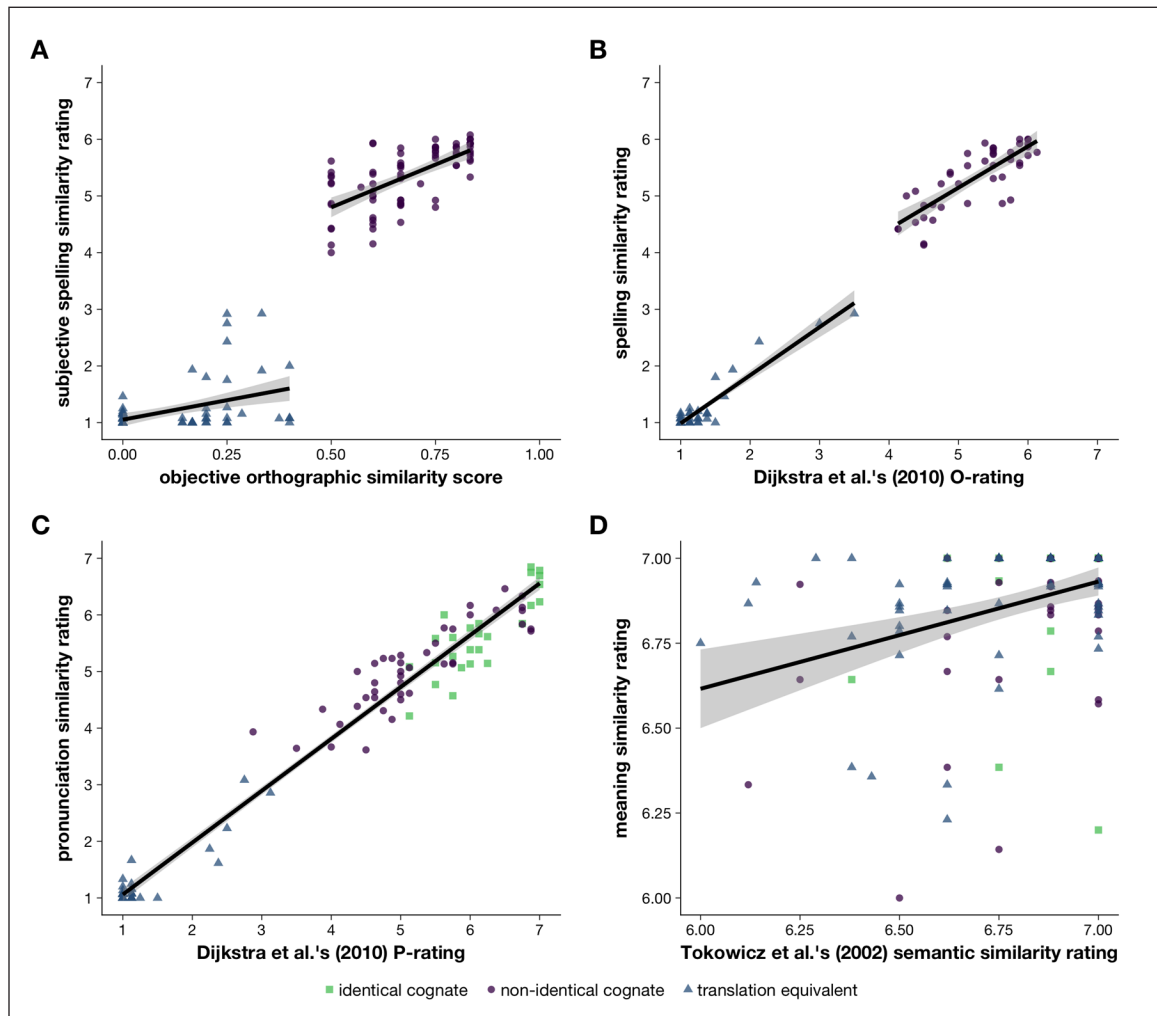 A
B
subjective spelling similarity rating
7
6
5
4
3
2
1
0.00 0.25 0.50 0.75 1.00
objective orthographic similarity score
spelling similarity rating
7
6
5
4
3
2
1
1 2 3 4 5 6 7
Dijkstra et al.'s (2010) O-rating
C
D
pronunciation similarity rating
7
6
5
4
3
2
1
1 2 3 4 5 6 7
Dijkstra et al.'s (2010) P-rating
meaning similarity rating
7.00
6.75
6.50
6.25
6.00
6.00 6.25 6.50 6.75 7.00
Tokowicz et al.'s (2002) semantic similarity rating
identical cognate non-identical cognate translation equivalent